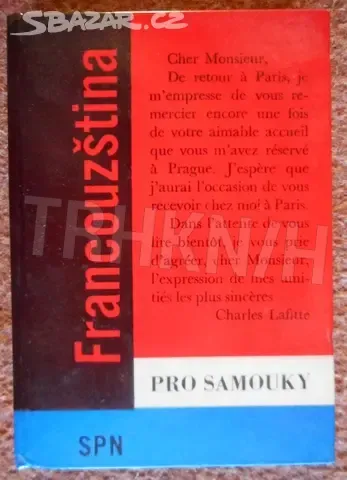 SBAZAR.CZ
Francouzština
Cher Monsieur,
De retour à Paris, je
m'empresse de vous re-
mercier encore une fois
de votre aimable accueil
que vous m'avez réservé
à Prague. J'espère que
j'aurai l'occasion de vous
recevoir chez moi à Paris.
Dans l'attente de vous
lire bientôt, je vous prie
d'agréer, cher Monsieur,
l'expression de mes ami-
tiés les plus sincères
Charles Lafitte
PRO SAMOUKY
SPN